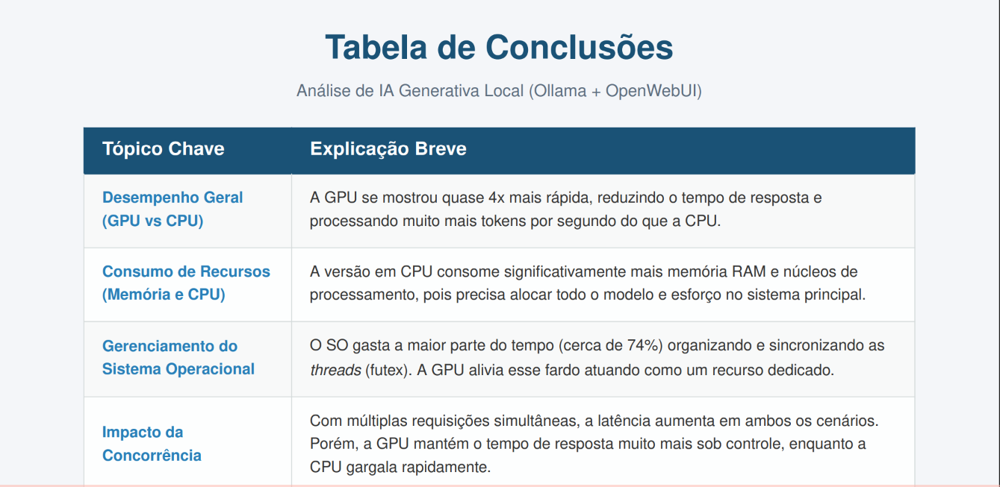 Tabela de Conclusões
Análise de IA Generativa Local (Ollama + OpenWebUI)
Tópico Chave
Explicação Breve
Desempenho Geral
(GPU vs CPU)
A GPU se mostrou quase 4x mais rápida, reduzindo o tempo de resposta e
processando muito mais tokens por segundo do que a CPU.
Consumo de Recursos
(Memória e CPU)
A versão em CPU consome significativamente mais memória RAM e núcleos de
processamento, pois precisa alocar todo o modelo e esforço no sistema principal.
Gerenciamento do
Sistema Operacional
O SO gasta a maior parte do tempo (cerca de 74%) organizando e sincronizando as
threads (futex). A GPU alivia esse fardo atuando como um recurso dedicado.
Impacto da
Concorrência
Com múltiplas requisições simultâneas, a latência aumenta em ambos os cenários.
Porém, a GPU mantém o tempo de resposta muito mais sob controle, enquanto a
CPU gargala rapidamente.